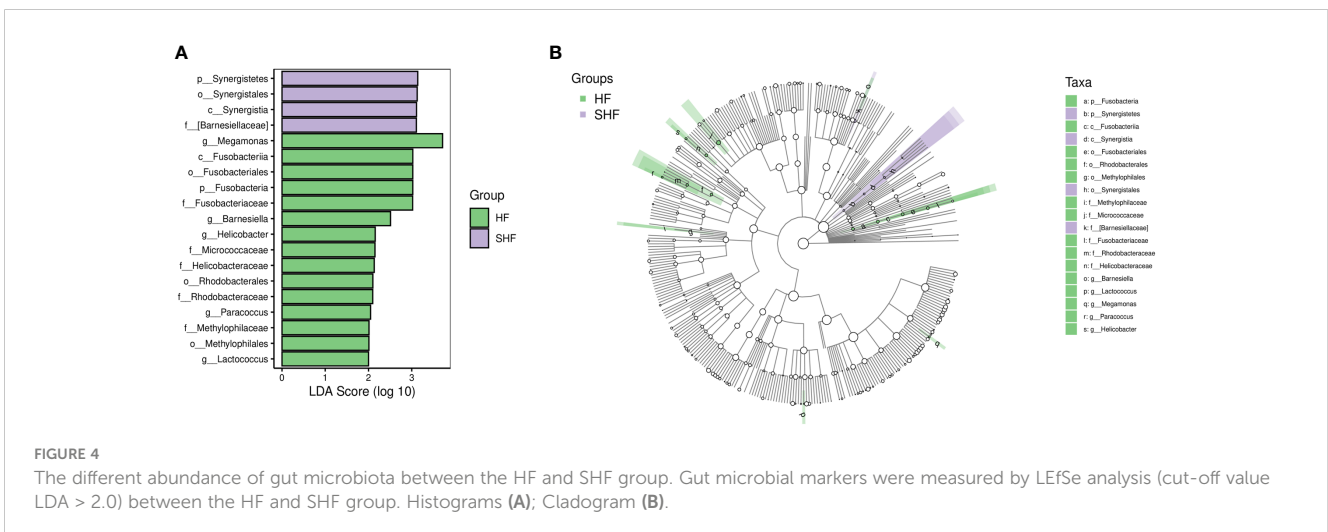 A
p__Synergistetes
o__Synergistales
c__Synergistia
f__[Barnesiellaceae]
g__Megamonas
c__Fusobacteriia
o__Fusobacteriales
p__Fusobacteria
f__Fusobacteriaceae
g__Barnesiella
g__Helicobacter
f__Micrococcaceae
f__Helicobacteraceae
o__Rhodobacterales
f__Rhodobacteraceae
g__Paracoccus
f__Methylophilaceae
o__Methylophilales
g__Lactococcus
0 1 2 3
LDA Score (log 10)
Group
HF
SHF
B
Groups
HF
SHF
Taxa
a: p__Fusobacteria
b: p__Synergistetes
c: c__Fusobacteriia
d: c__Synergistia
e: o__Fusobacteriales
f: o__Rhodobacterales
g: o__Methylophilales
h: o__Synergistales
i: f__Methylophilaceae
j: f__Micrococcaceae
k: f__[Barnesiellaceae]
l: f__Fusobacteriaceae
m: f__Rhodobacteraceae
n: f__Helicobacteraceae
o: g__Barnesiella
p: g__Lactococcus
q: g__Megamonas
r: g__Paracoccus
s: g__Helicobacter
FIGURE 4
The different abundance of gut microbiota between the HF and SHF group. Gut microbial markers were measured by LEfSe analysis (cut-off value
LDA > 2.0) between the HF and SHF group. Histograms (A); Cladogram (B).